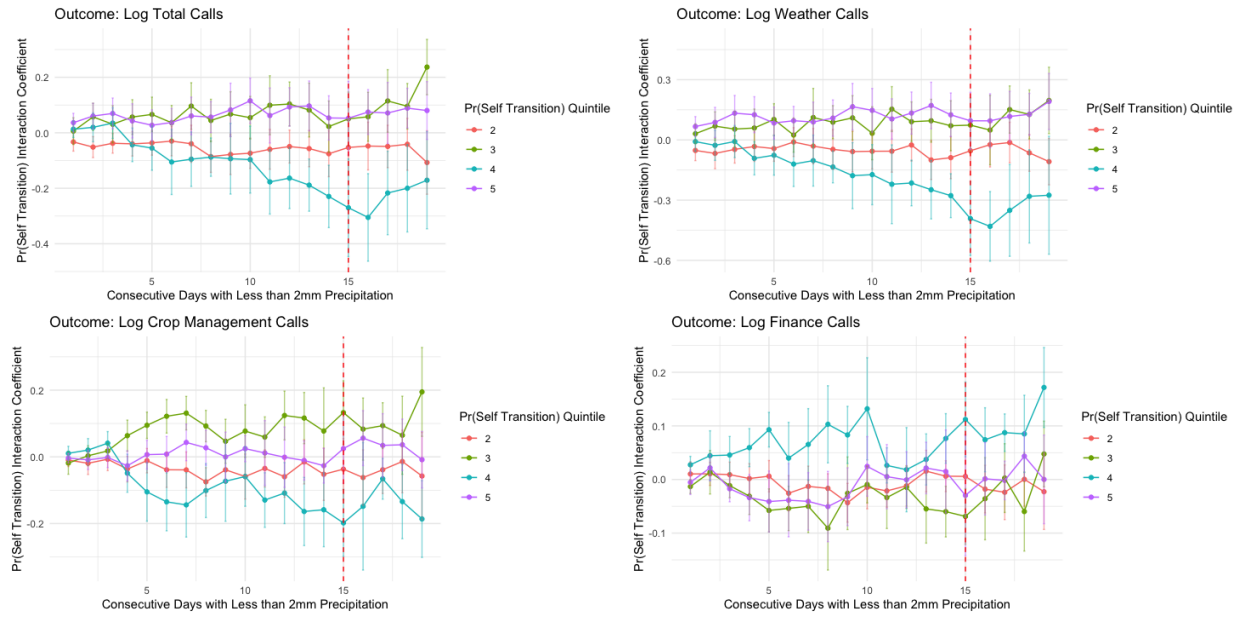 Outcome: Log Total Calls
Pr(Self Transition) Interaction Coefficient
0.2
0.0
-0.2
-0.4
5
10
15
Consecutive Days with Less than 2mm Precipitation
Pr(Self Transition) Quintile
2
3
4
5
Outcome: Log Weather Calls
Pr(Self Transition) Interaction Coefficient
0.3
0.0
-0.3
-0.6
5
10
15
Consecutive Days with Less than 2mm Precipitation
Pr(Self Transition) Quintile
2
3
4
5
Outcome: Log Crop Management Calls
Pr(Self Transition) Interaction Coefficient
0.2
0.0
-0.2
5
10
15
Consecutive Days with Less than 2mm Precipitation
Pr(Self Transition) Quintile
2
3
4
5
Outcome: Log Finance Calls
Pr(Self Transition) Interaction Coefficient
0.2
0.1
0.0
-0.1
5
10
15
Consecutive Days with Less than 2mm Precipitation
Pr(Self Transition) Quintile
2
3
4
5